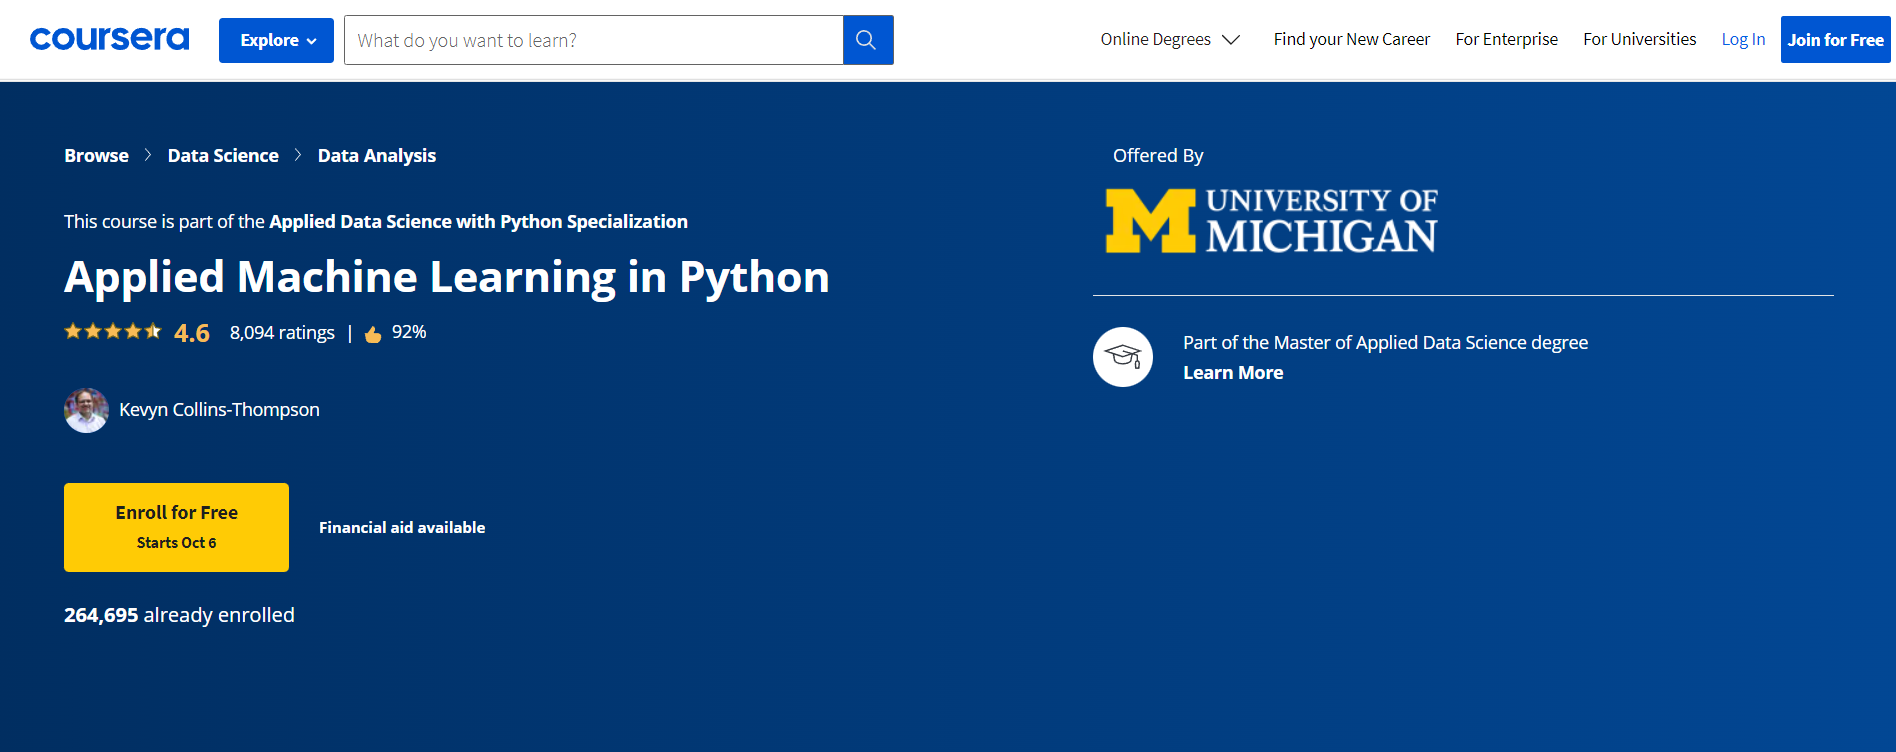 coursera
Explore
What do you want to learn?
Online Degrees
Find your New Career
For Enterprise
For Universities
Log In
Join for Free
Browse > Data Science > Data Analysis
This course is part of the Applied Data Science with Python Specialization
Applied Machine Learning in Python
4.6 8,094 ratings | 92%
Kevyn Collins-Thompson
Enroll for Free
Starts Oct 6
Financial aid available
264,695 already enrolled
Offered By
M UNIVERSITY OF
MICHIGAN
Part of the Master of Applied Data Science degree
Learn More